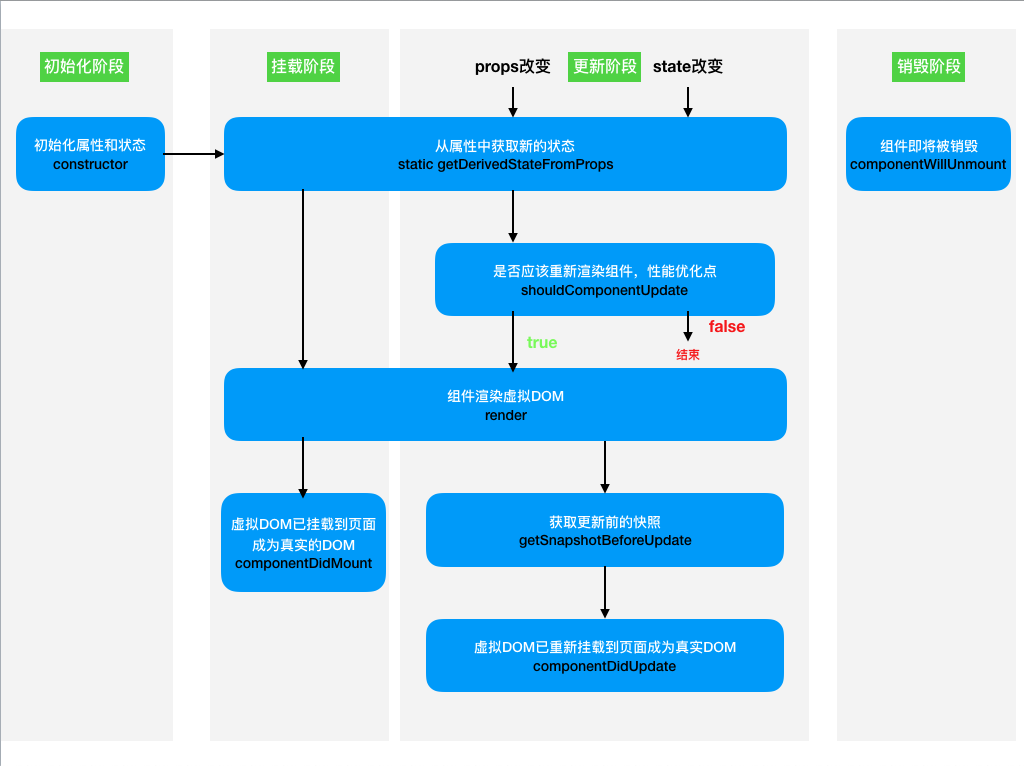 初始化阶段
挂载阶段
props改变
更新阶段
state改变
销毁阶段
初始化属性和状态
constructor
从属性中获取新的状态
static getDerivedStateFromProps
组件即将被销毁
componentWillUnmount
是否应该重新渲染组件，性能优化点
shouldComponentUpdate
true
false
结束
组件渲染虚拟DOM
render
虚拟DOM已挂载到页面
成为真实的DOM
componentDidMount
获取更新前的快照
getSnapshotBeforeUpdate
虚拟DOM已重新挂载到页面成为真实DOM
componentDidUpdate